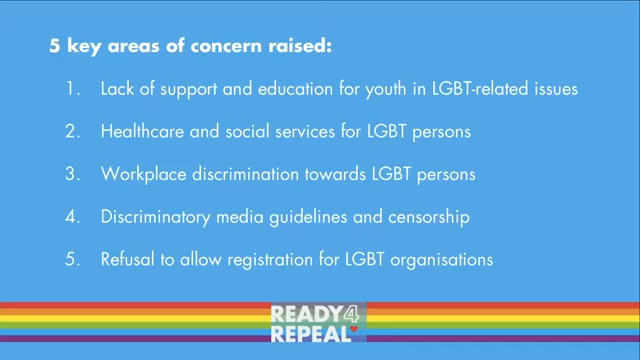 5 key areas of concern raised:
1. Lack of support and education for youth in LGBT-related issues
2. Healthcare and social services for LGBT persons
3. Workplace discrimination towards LGBT persons
4. Discriminatory media guidelines and censorship
5. Refusal to allow registration for LGBT organisations
READY4
REPEAL